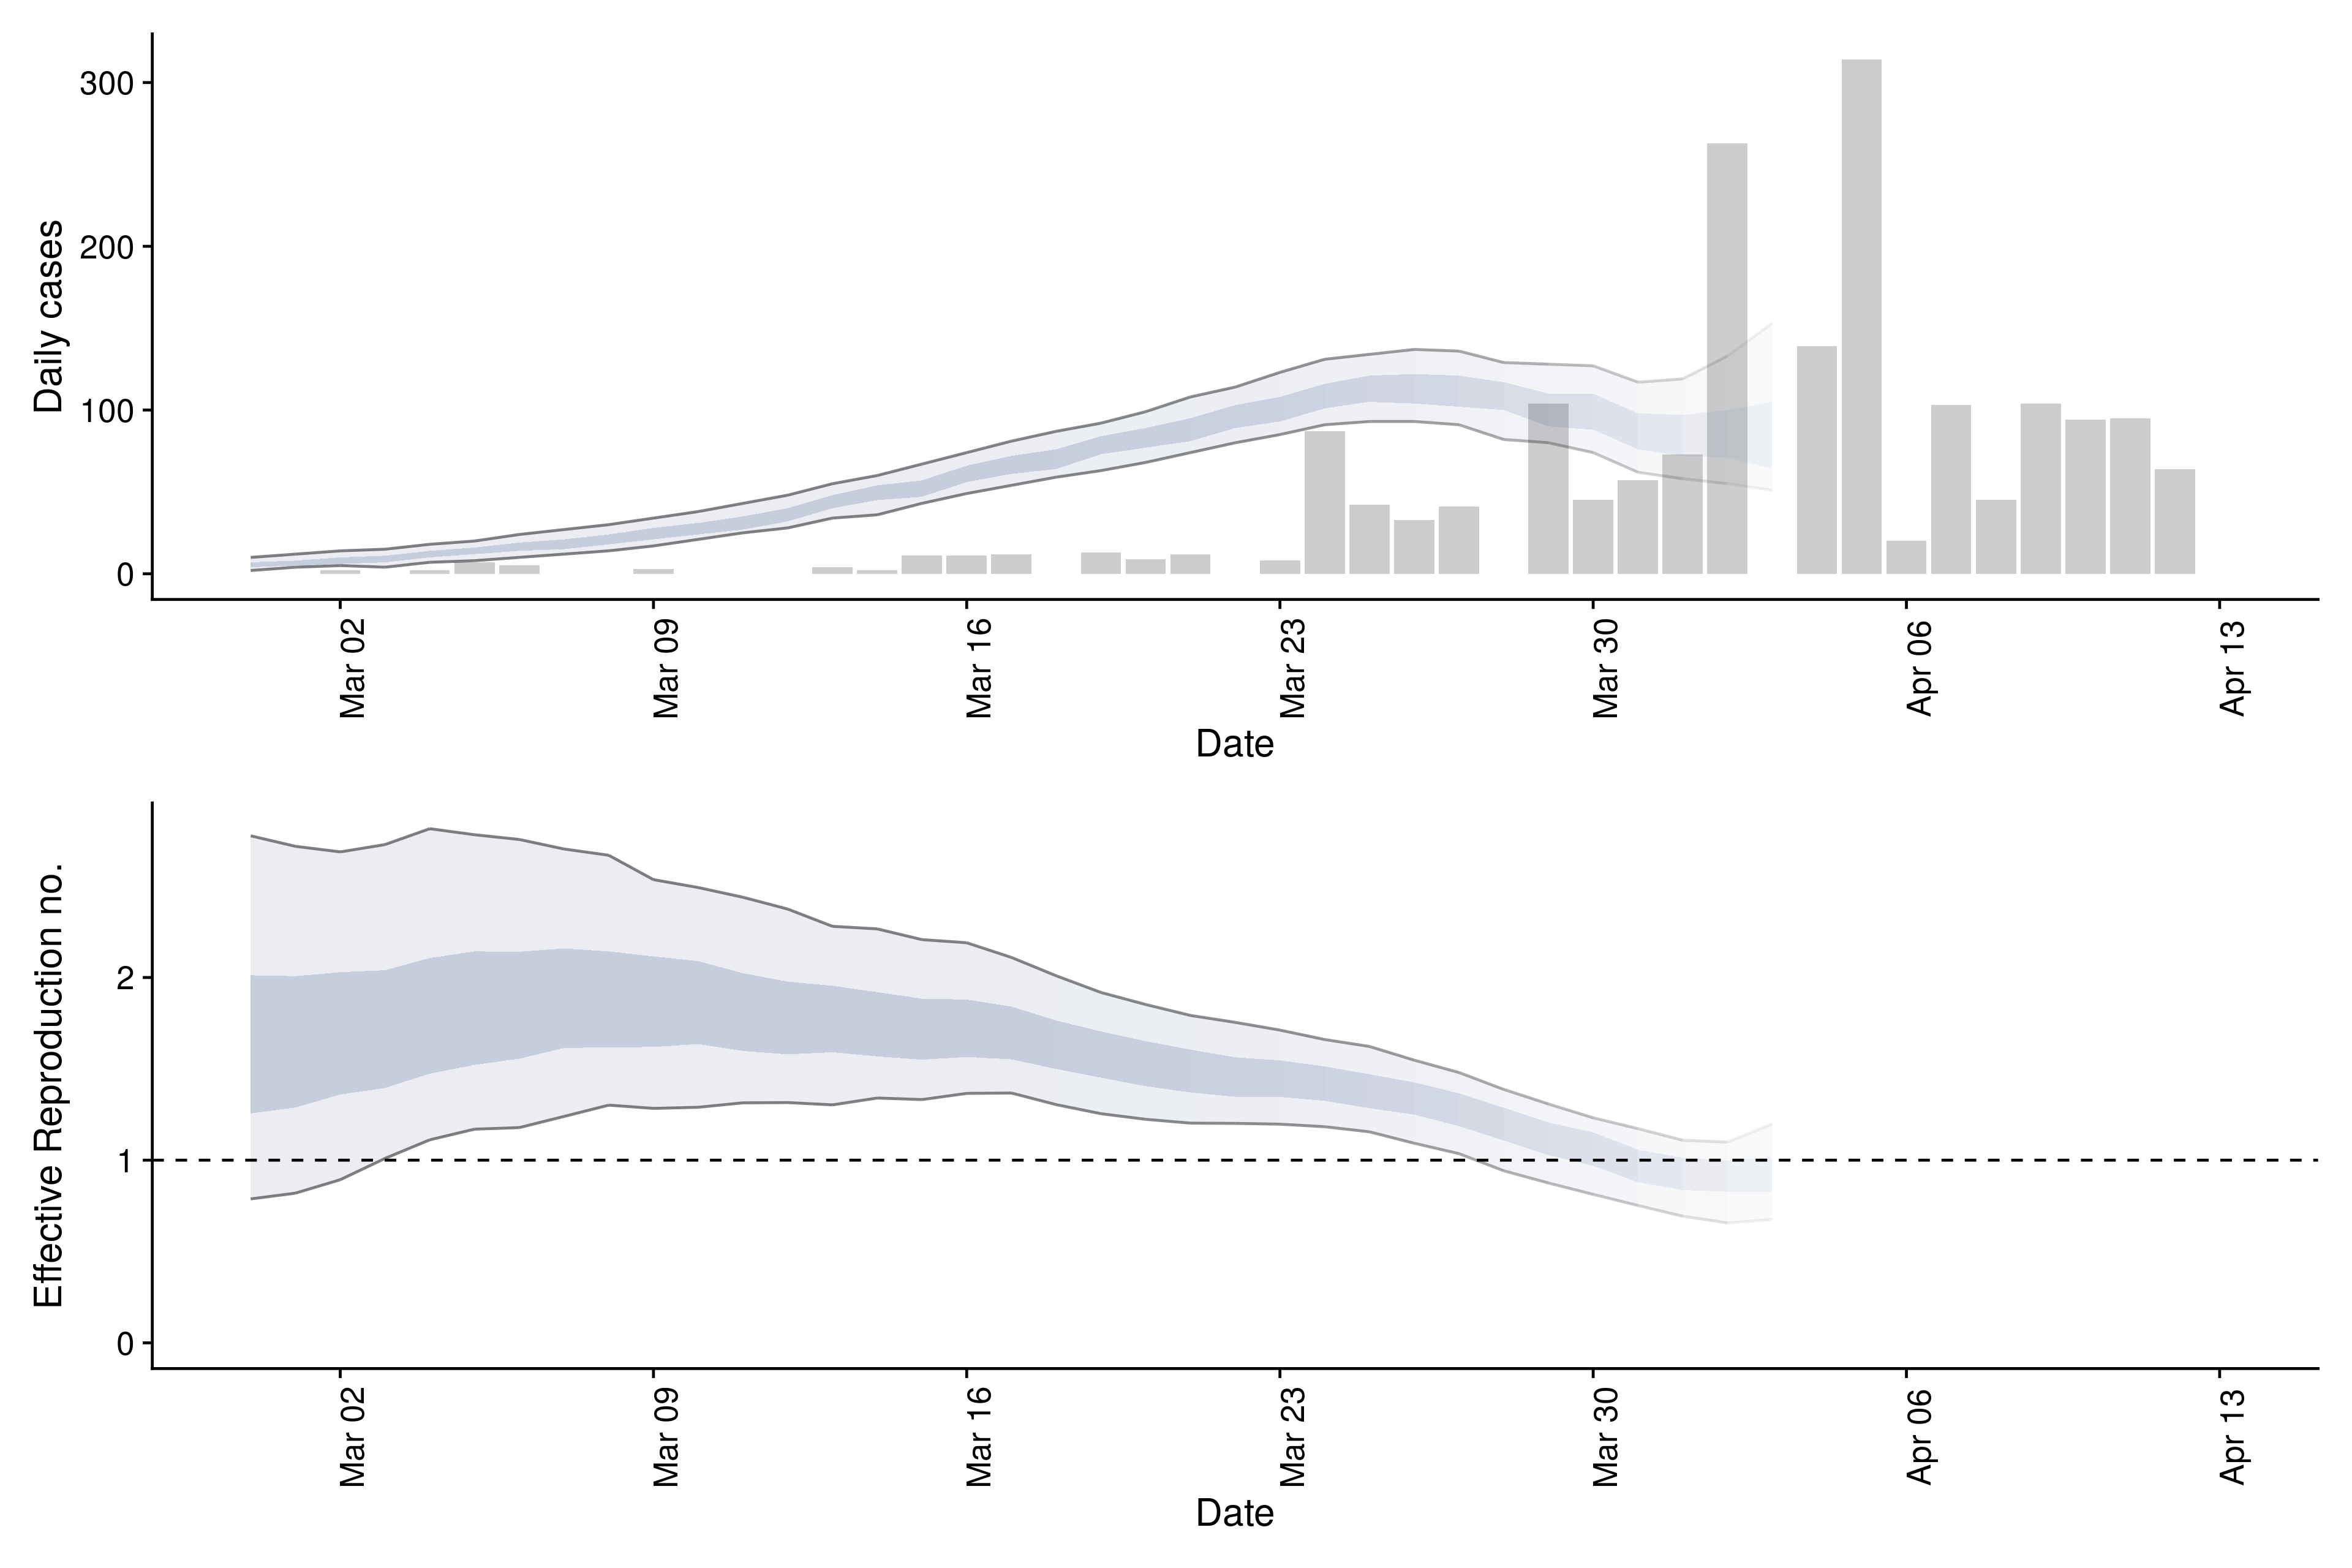 Daily cases
300
200
100
0
Mar 02
Mar 09
Mar 16
Mar 23
Mar 30
Apr 06
Apr 13
Date
Effective Reproduction no.
2
1
0
Mar 02
Mar 09
Mar 16
Mar 23
Mar 30
Apr 06
Apr 13
Date